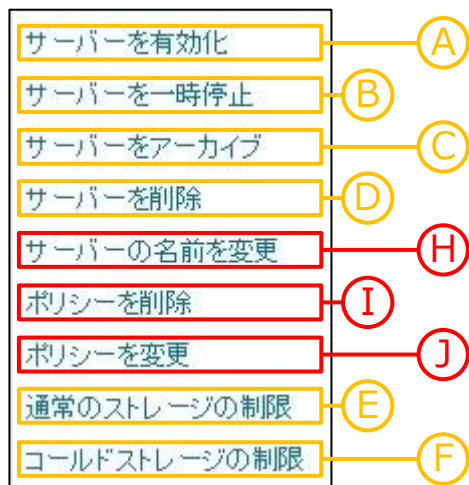 サーバーを有効化 A
サーバーを一時停止 B
サーバーをアーカイブ C
サーバーを削除 D
サーバーの名前を変更 H
ポリシーを削除 I
ポリシーを変更 J
通常のストレージの制限 E
コールドストレージの制限 F